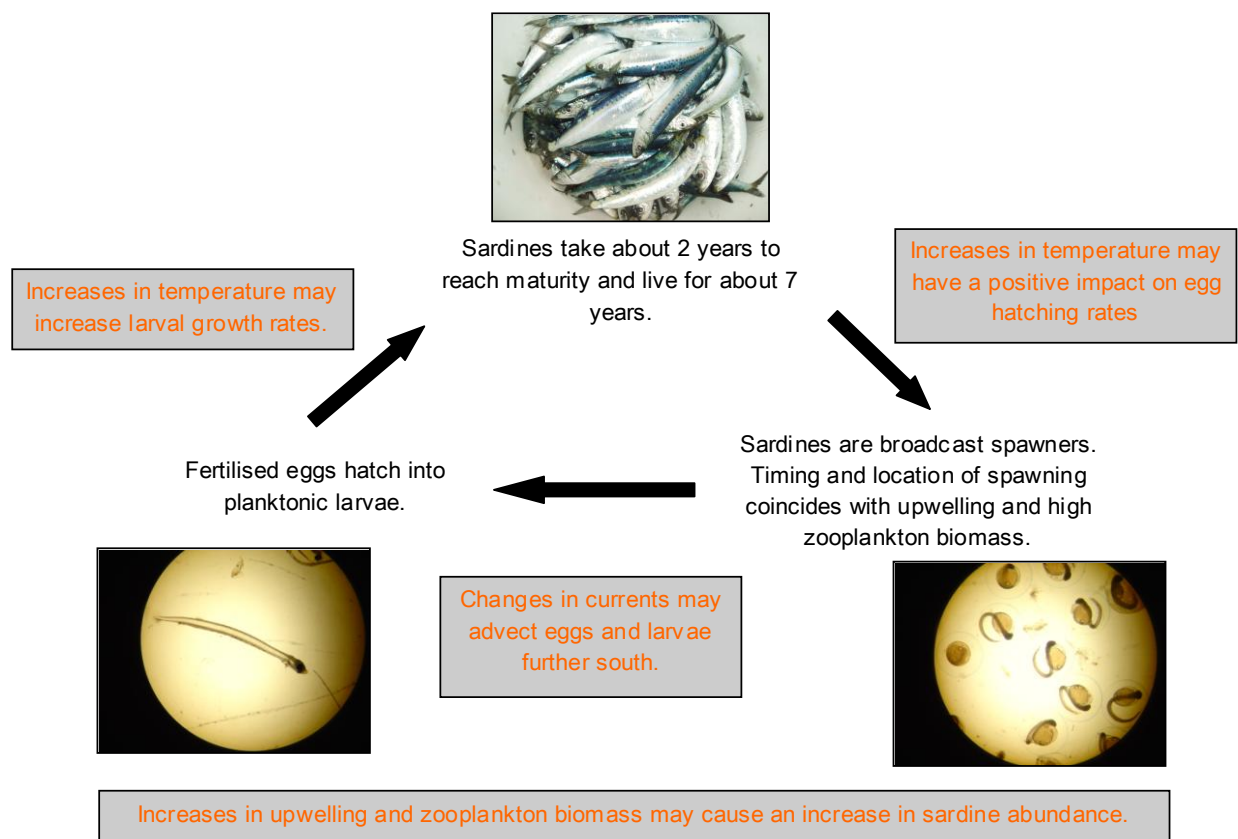 Sardines take about 2 years to
reach maturity and live for about 7
years.
Increases in temperature may
have a positive impact on egg
hatching rates
Increases in temperature may
increase larval growth rates.
Sardines are broadcast spawners.
Timing and location of spawning
coincides with upwelling and high
zooplankton biomass.
Fertilised eggs hatch into
planktonic larvae.
Changes in currents may
advect eggs and larvae
further south.
Increases in upwelling and zooplankton biomass may cause an increase in sardine abundance.